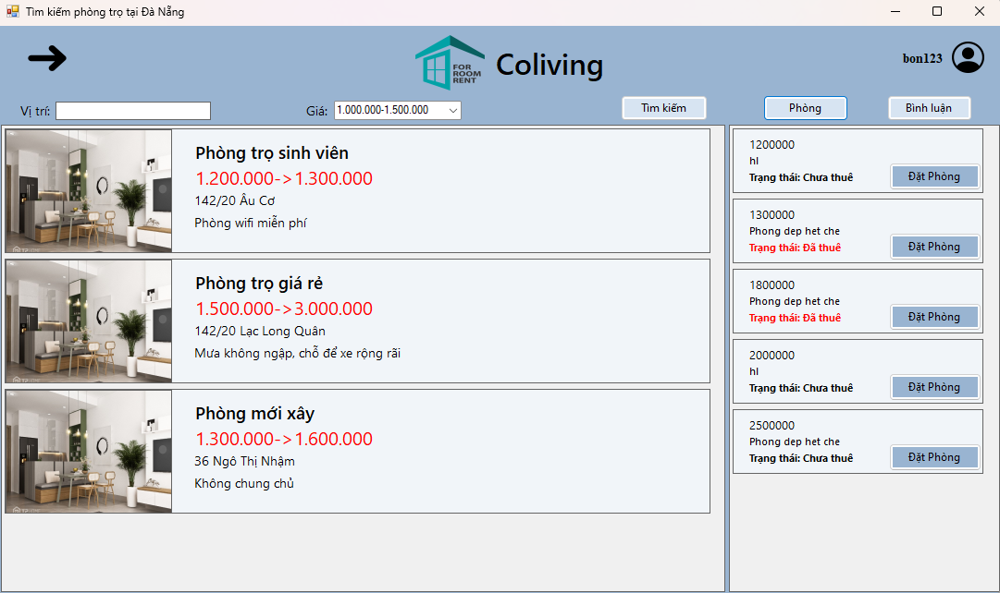 Tìm kiếm phòng trọ tại Đà Nẵng
FOR
ROOM
RENT
Coliving
bon123
Vị trí:
Giá: 1.000.000-1.500.000
Tìm kiếm
Phòng
Bình luận
Phòng trọ sinh viên
1.200.000->1.300.000
142/20 Âu Cơ
Phòng wifi miễn phí
Phòng trọ giá rẻ
1.500.000->3.000.000
142/20 Lạc Long Quân
Mưa không ngập, chỗ để xe rộng rãi
Phòng mới xây
1.300.000->1.600.000
36 Ngô Thị Nhậm
Không chung chủ
1200000
hI
Trạng thái: Chưa thuê
Đặt Phòng
1300000
Phong dep het che
Trạng thái: Đã thuê
Đặt Phòng
1800000
Phong dep het che
Trạng thái: Đã thuê
Đặt Phòng
2000000
hI
Trạng thái: Chưa thuê
Đặt Phòng
2500000
Phong dep het che
Trạng thái: Chưa thuê
Đặt Phòng